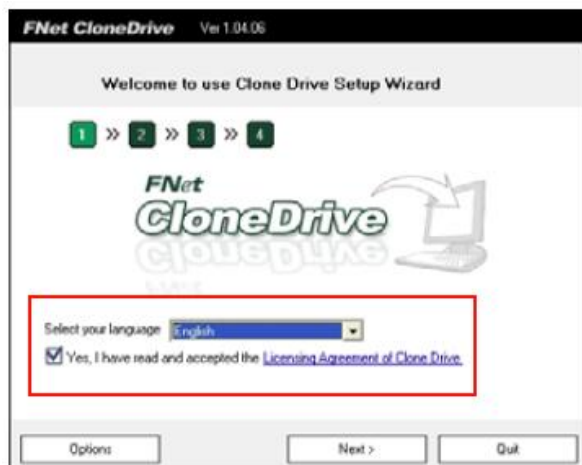 FNet CloneDrive Ver 1.04.06
Welcome to use Clone Drive Setup Wizard
1 » 2 » 3 » 4
FNet
CloneDrive
Select your language English
Yes, I have read and accepted the Licensing Agreement of Clone Drive.
Options Next > Quit